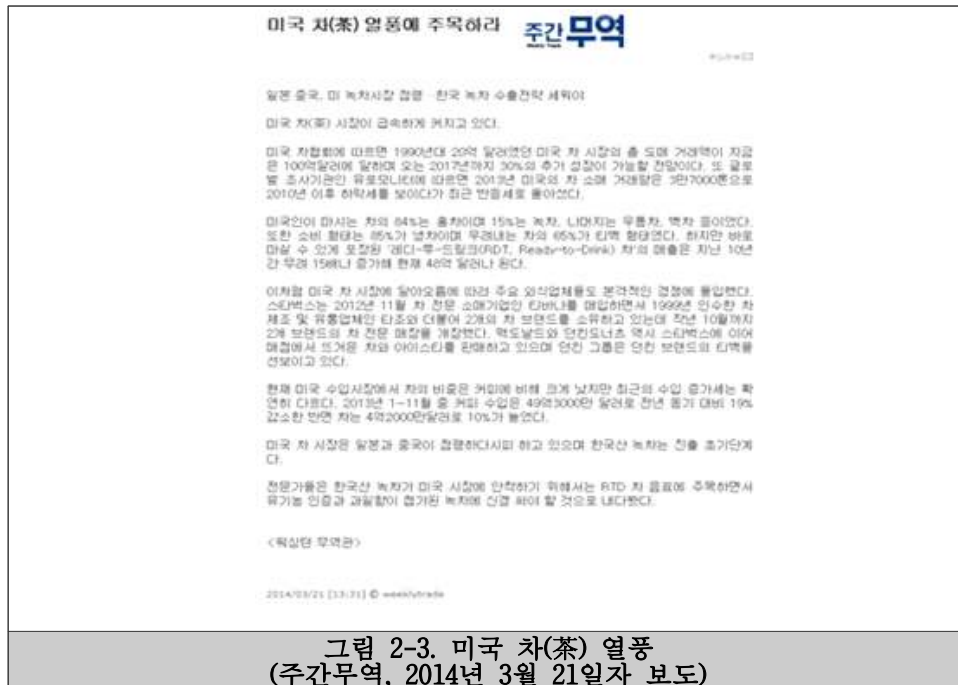 미국 차(茶) 열풍에 주목하라
주간무역
일본 중국, 미 녹차시장 점령…한국 녹차 수출전략 세워야
미국 차(茶) 시장이 급속하게 커지고 있다.
미국 차협회에 따르면 1990년대 20억 달러였던 미국 차 시장의 총 도매 거래액이 지금
은 100억달러에 달하며 오는 2017년까지 30%의 추가 성장이 가능할 전망이다. 또 글로
벌 조사기관인 유로모니터에 따르면 2013년 미국의 차 소매 거래량은 3만7000톤으로
2010년 이후 하락세를 보이다가 최근 반등세로 돌아섰다.
미국인이 마시는 차의 84%는 홍차이며 15%는 녹차, 나머지는 우롱차, 백차 등이었다.
또한 소비 형태는 85%가 냉차이며 우려내는 차의 65%가 티백 형태였다. 하지만 바로
마실 수 있게 포장된 '레디-투-드링크(RDT, Ready-to-Drink) 차'의 매출은 지난 10년
간 무려 15배나 증가해 현재 48억 달러나 된다.
이처럼 미국 차 시장에 달아오름에 따라 주요 외식업체들도 본격적인 경쟁에 돌입했다.
스타벅스는 2012년 11월 차 전문 소매기업인 티바나를 매입하면서 1999년 인수한 차
제조 및 유통업체인 타조와 더불어 2개의 차 브랜드를 소유하고 있는데 작년 10월까지
2개 브랜드의 차 전문 매장을 개장했다. 맥도날드와 던킨도너츠 역시 스타벅스에 이어
매점에서 뜨거운 차와 아이스티를 판매하고 있으며 던킨 그룹은 던킨 브랜드의 티백을
선보이고 있다.
현재 미국 수입시장에서 차의 비중은 커피에 비해 크게 낮지만 최근의 수입 증가세는 확
연히 다르다. 2013년 1~11월 중 커피 수입은 49억3000만 달러로 전년 동기 대비 19%
감소한 반면 차는 4억2000만달러로 10%가 늘었다.
미국 차 시장은 일본과 중국이 점령하다시피 하고 있으며 한국산 녹차는 진출 초기단계
다.
전문가들은 한국산 녹차가 미국 시장에 안착하기 위해서는 RTD 차 음료에 주목하면서
유기농 인증과 과일향이 첨가된 녹차에 신경 써야 할 것으로 내다봤다.
<워싱턴 무역관>
2014/03/21 [13:31] ⓒ weeklytrade
그림 2-3. 미국 차(茶) 열풍
(주간무역, 2014년 3월 21일자 보도)